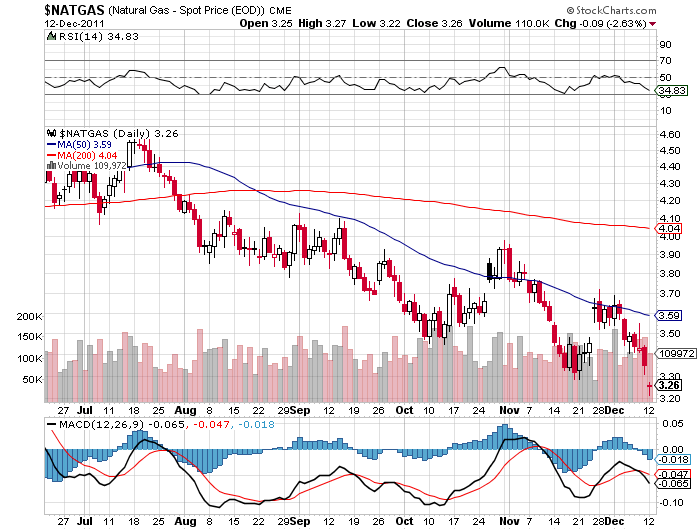 $NATGAS (Natural Gas - Spot Price (EOD)) CME
© StockCharts.com
12-Dec-2011
Open 3.25 High 3.27 Low 3.22 Close 3.26 Volume 110.0K Chg -0.09 (-2.63%)
RSI(14) 34.83
90
70
50
34.83
30
10
$NATGAS (Daily) 3.26
MA(50) 3.59
MA(200) 4.04
Volume 109,972
4.60
4.50
4.40
4.30
4.20
4.10
4.04
4.00
3.90
3.80
3.70
3.59
3.50
109972
3.30
3.26
3.20
200K
150K
100K
50K
27 Jul 11 18 25 Aug 8 15 22 29 Sep 12 19 26 Oct 10 17 24 Nov 7 14 21 28 Dec 12
MACD(12,26,9) -0.065, -0.047, -0.018
0.05
0.00
-0.018
-0.047
-0.065
-0.10
27 Jul 11 18 25 Aug 8 15 22 29 Sep 12 19 26 Oct 10 17 24 Nov 7 14 21 28 Dec 12